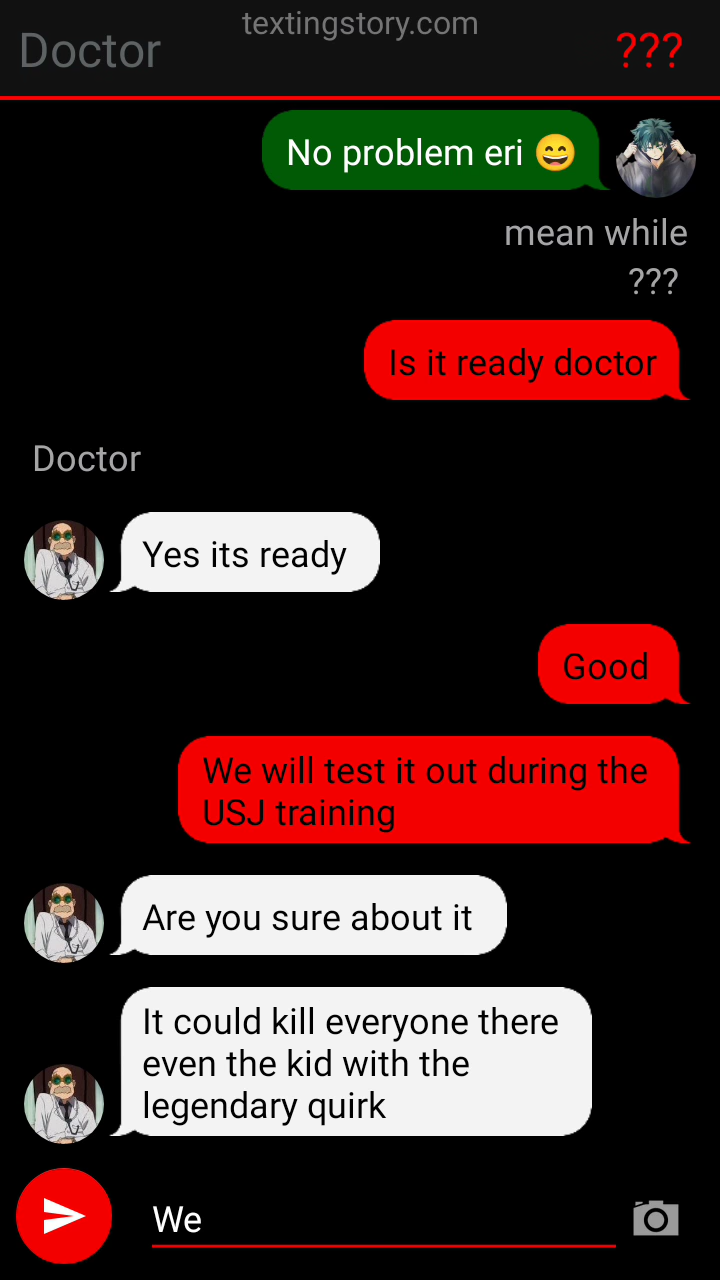 textingstory.com
Doctor
???
No problem eri 😄
mean while
???
Is it ready doctor
Doctor
Yes its ready
Good
We will test it out during the
USJ training
Are you sure about it
It could kill everyone there
even the kid with the
legendary quirk
We